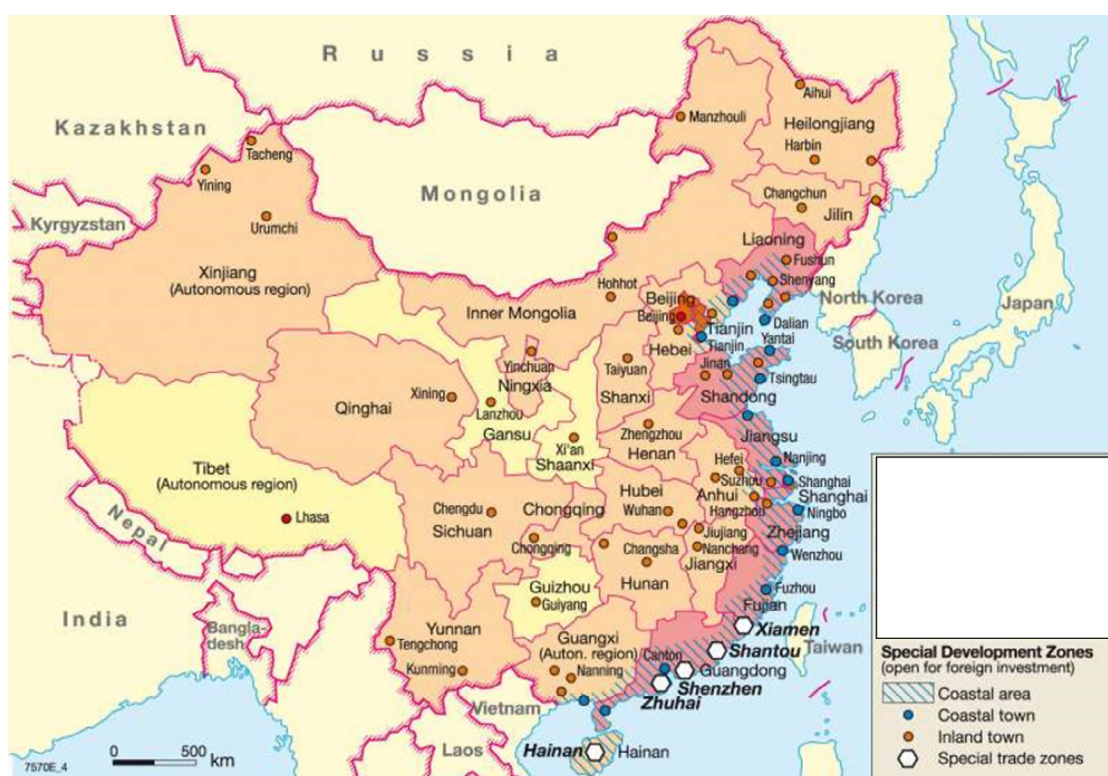 Russia
Kazakhstan
Mongolia
Kyrgyzstan
Tacheng
Yining
Urumchi
Xinjiang
(Autonomous region)
Manzhouli
Aihui
Heilongjiang
Harbin
Changchun
Jilin
Liaoning
Fushun
Shenyang
North Korea
Japan
South Korea
Hohhot
Inner Mongolia
Beijing
Beijing
Tianjin
Tianjin
Hebei
Dalian
Yantai
Tsingtau
Jinan
Shandong
Yinchuan
Ningxia
Taiyuan
Shanxi
Xining
Qinghai
Lanzhou
Gansu
Xi'an
Shaanxi
Zhengzhou
Henan
Jiangsu
Nanjing
Hefei
Suzhou
Shanghai
Shanghai
Anhui
Hangzhou
Ningbo
Zhejiang
Wenzhou
Tibet
(Autonomous region)
Lhasa
Nepal
India
Bangla-
desh
Chengdu
Sichuan
Chongqing
Chongqing
Hubei
Wuhan
Jiujiang
Nanchang
Jiangxi
Changsha
Hunan
Guizhou
Guiyang
Fuzhou
Fujian
Taiwan
Yunnan
Tengchong
Kunming
Guangxi
(Auton. region)
Nanning
Canton
Guangdong
Xiamen
Shantou
Shenzhen
Zhuhai
Vietnam
Laos
Hainan
Hainan
0 500
km
7570E_4
Special Development Zones
(open for foreign investment)
Coastal area
Coastal town
Inland town
Special trade zones